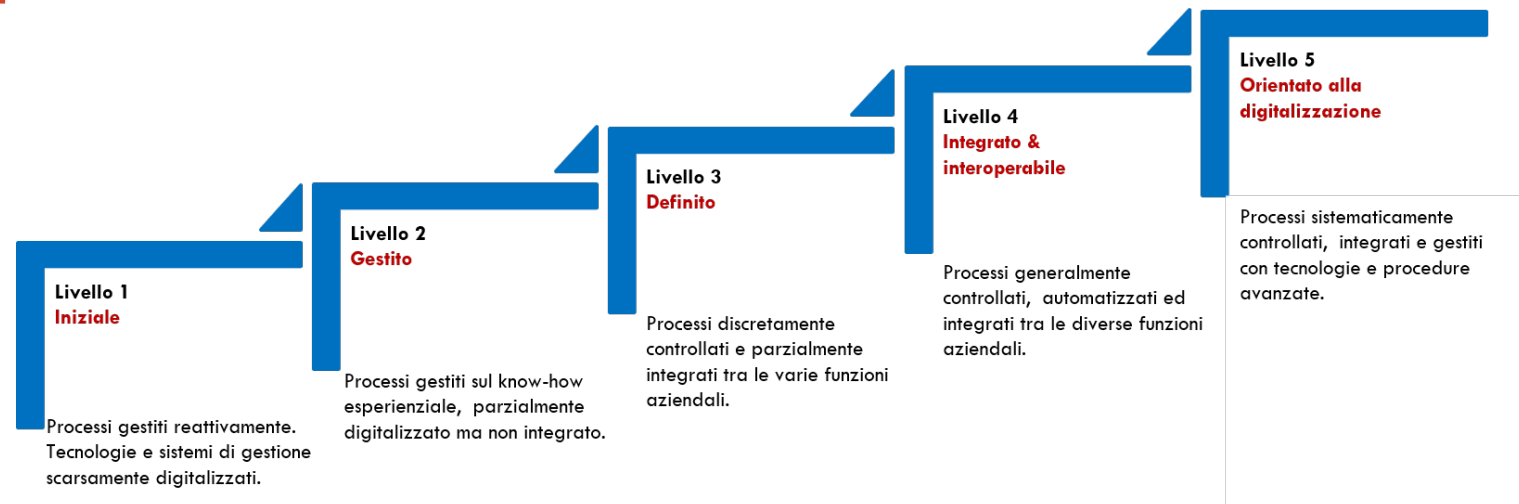 Livello 1
Iniziale
Processi gestiti reattivamente.
Tecnologie e sistemi di gestione
scarsamente digitalizzati.
Livello 2
Gestito
Processi gestiti sul know-how
esperienziale, parzialmente
digitalizzato ma non integrato.
Livello 3
Definito
Processi discretamente
controllati e parzialmente
integrati tra le varie funzioni
aziendali.
Livello 4
Integrato &
interoperabile
Processi generalmente
controllati, automatizzati ed
integrati tra le diverse funzioni
aziendali.
Livello 5
Orientato alla
digitalizzazione
Processi sistematicamente
controllati, integrati e gestiti
con tecnologie e procedure
avanzate.